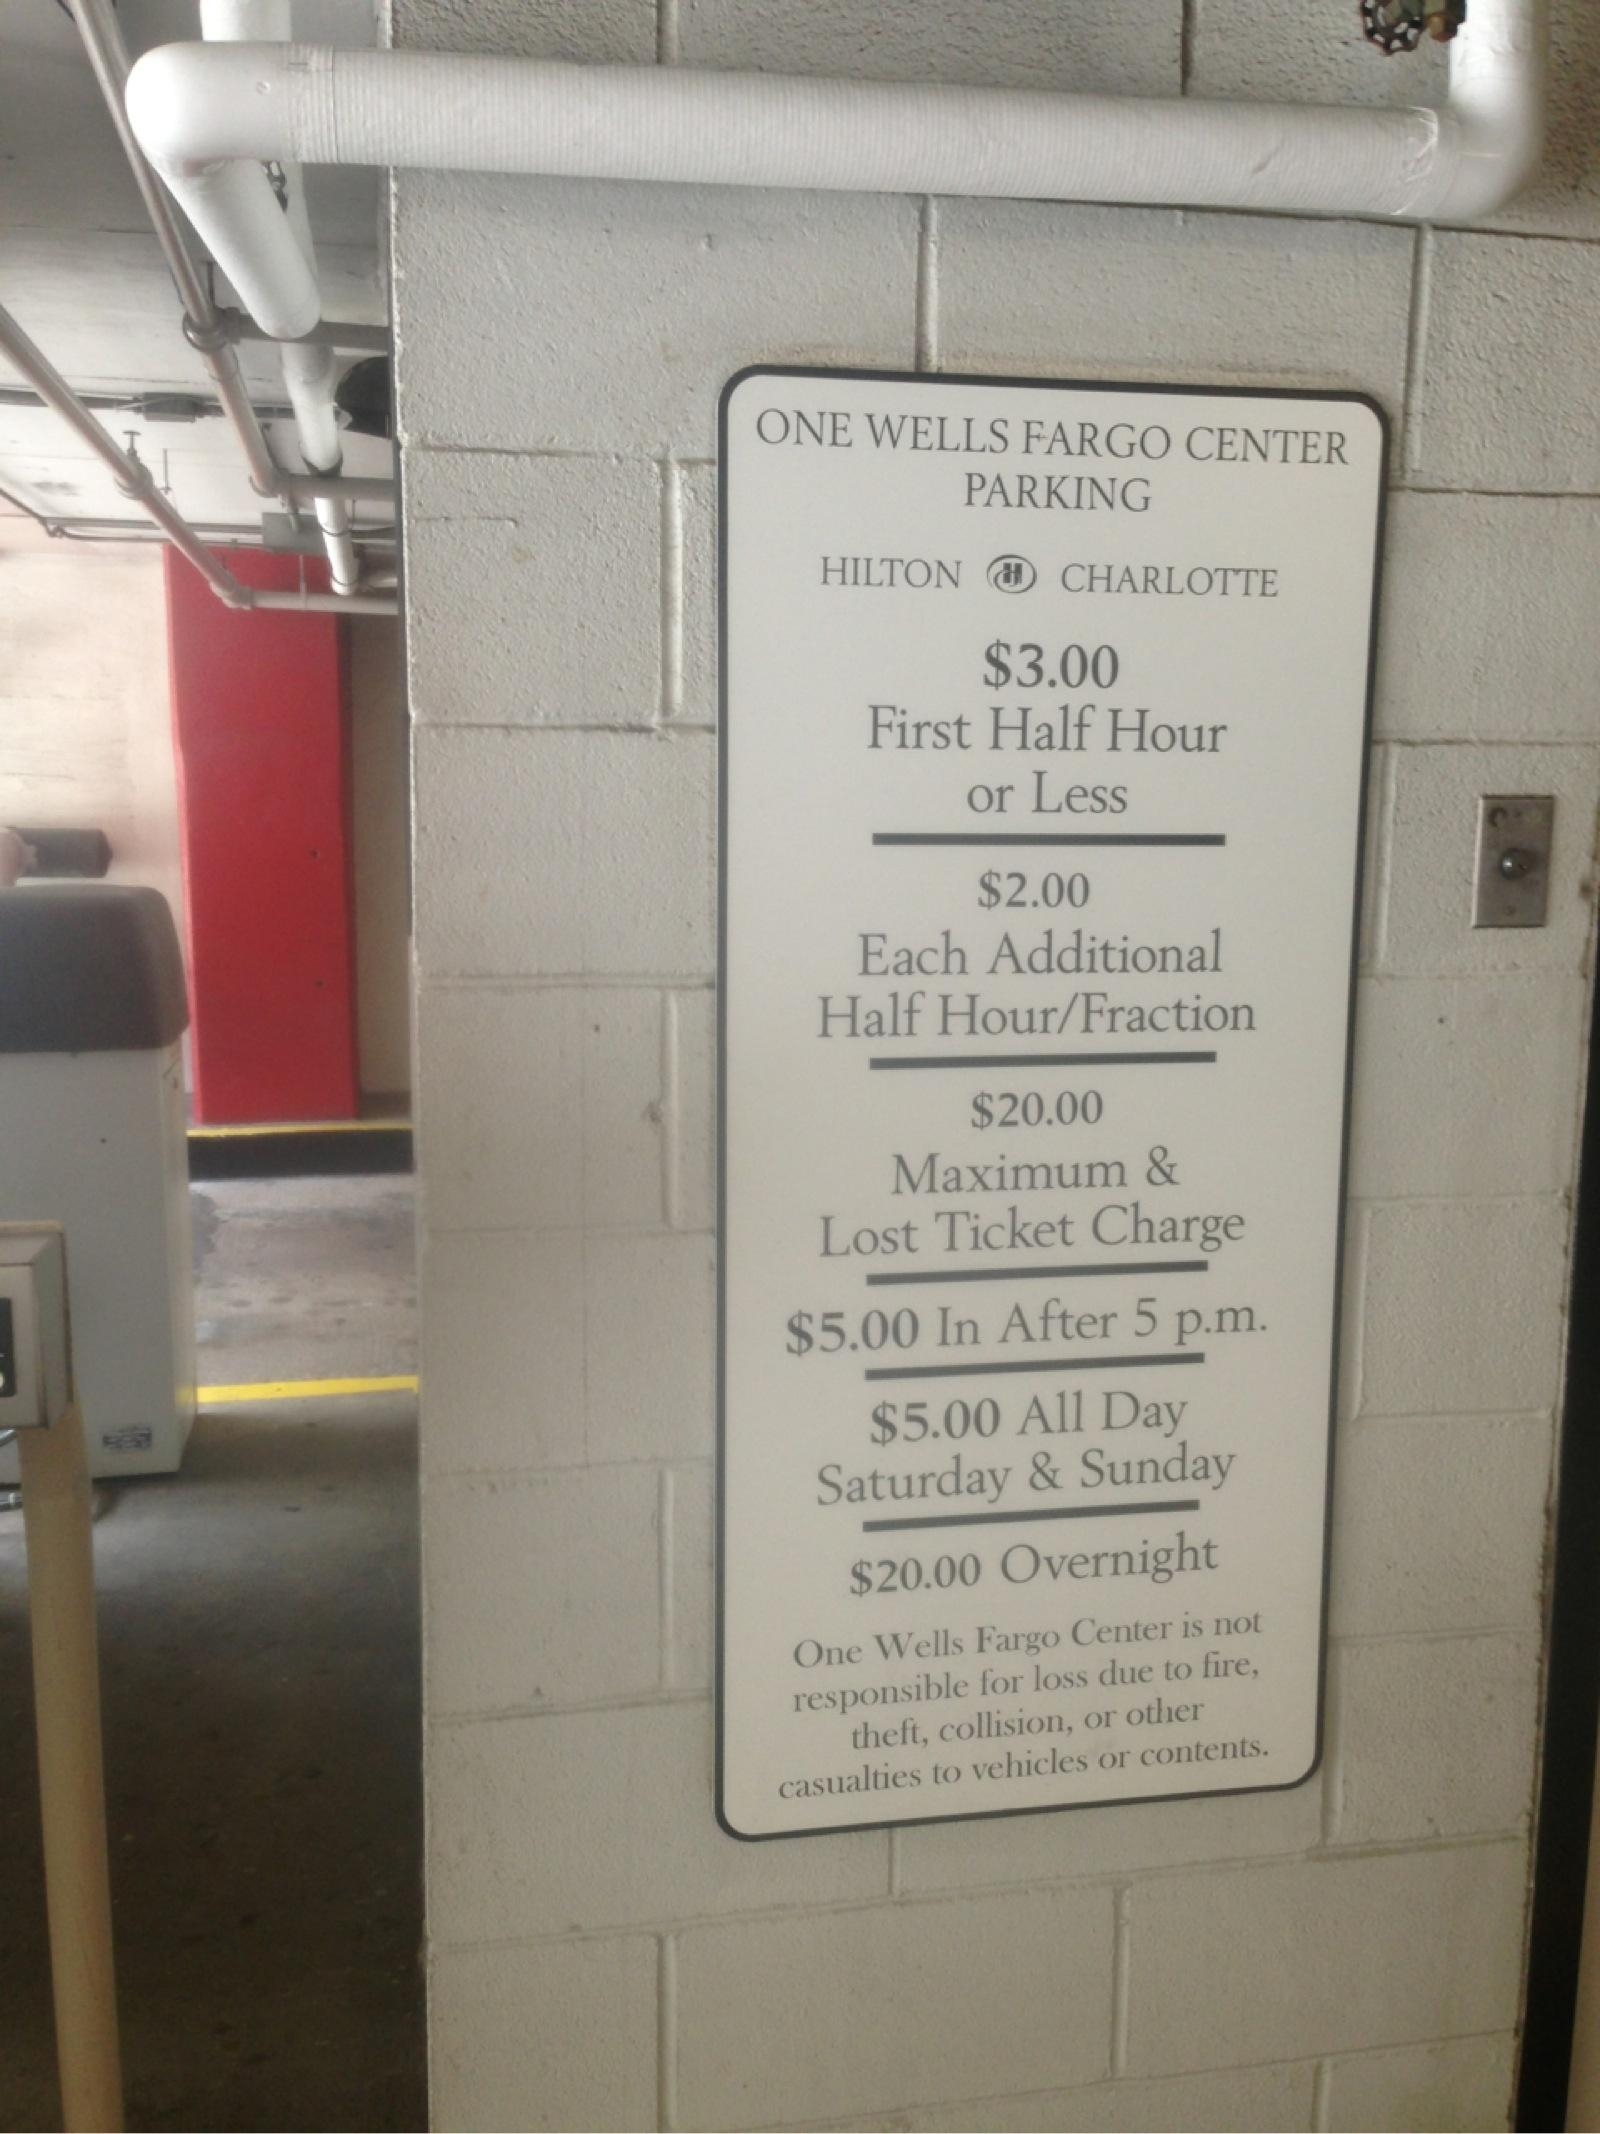 ONE WELLS FARGO CENTER
PARKING
HILTON H CHARLOTTE
$3.00
First Half Hour
or Less
$2.00
Each Additional
Half Hour/Fraction
$20.00
Maximum &
Lost Ticket Charge
$5.00 In After 5 p.m.
$5.00 All Day
Saturday & Sunday
$20.00 Overnight
One Wells Fargo Center is not
responsible for loss due to fire,
theft, collision, or other
casualties to vehicles or contents.